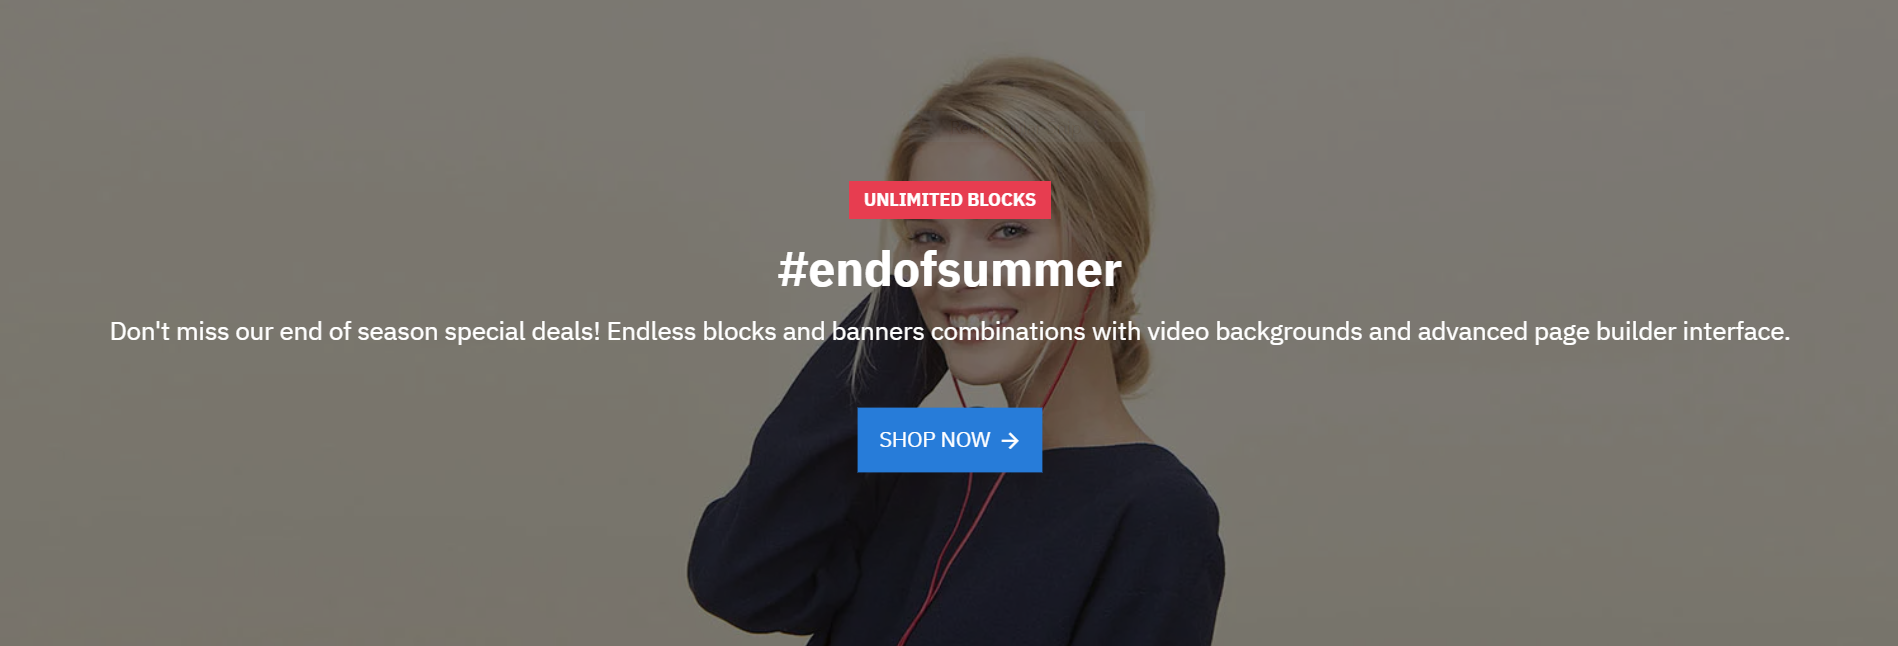 UNLIMITED BLOCKS
#endofsummer
Don't miss our end of season special deals! Endless blocks and banners combinations with video backgrounds and advanced page builder interface.
SHOP NOW →